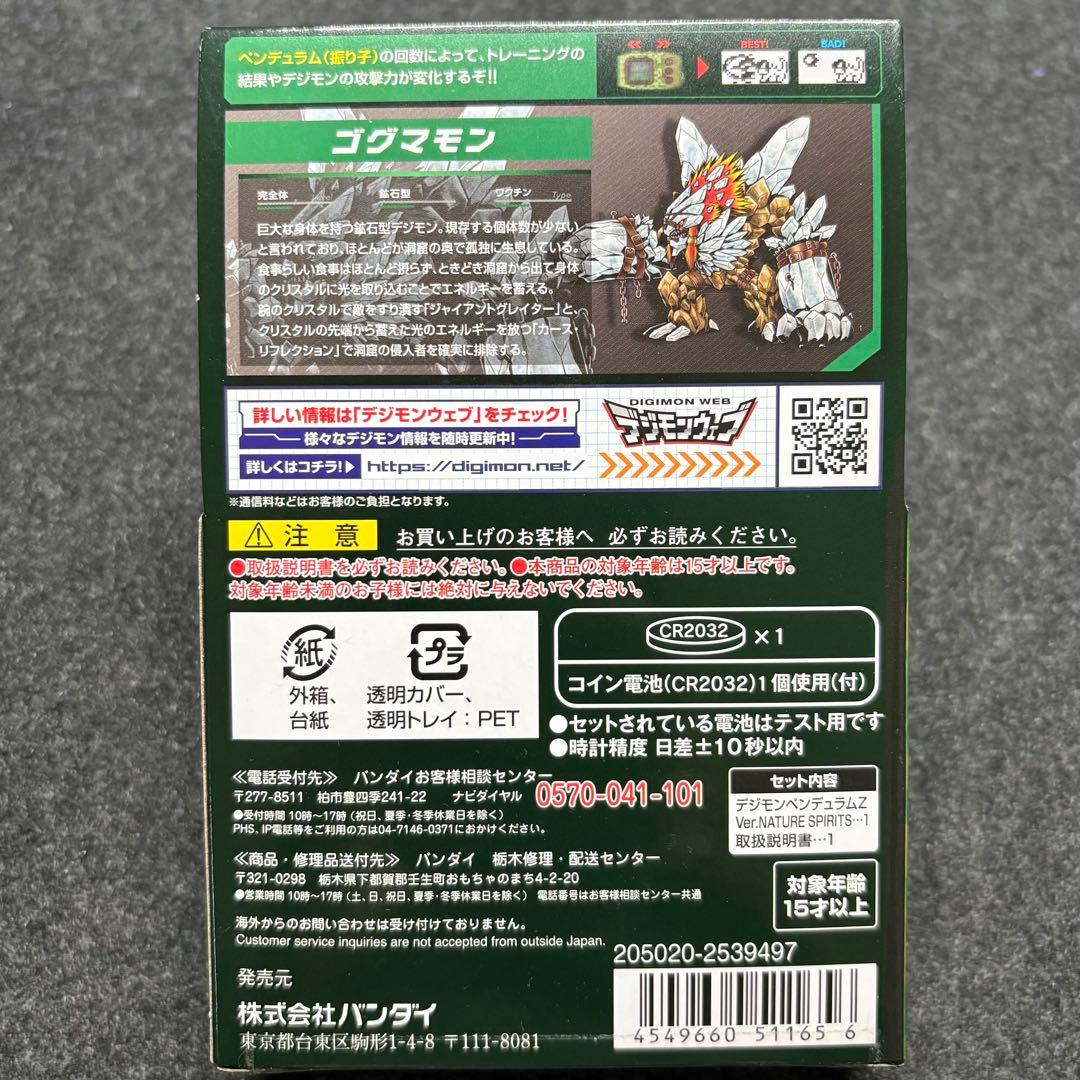 ペンデュラム(振り子)の回数によって、トレーニングの
結果やデジモンの攻撃力が変化するぞ!!
BEST!
BAD!
ゴグマモン
完全体 Level 鉱石型 ワクチン Type
巨大な身体を持つ鉱石型デジモン。現存する個体数が少ない
と言われており、ほとんどが洞窟の奥で孤独に生息している。
食事らしい食事はほとんど摂らず、ときどき洞窟から出て身体
のクリスタルに光を取り込むことでエネルギーを蓄える。
腕のクリスタルで敵をすり潰す「ジャイアントグレイター」と、
クリスタルの先端から蓄えた光のエネルギーを放つ「カース・
リフレクション」で洞窟の侵入者を確実に排除する。
詳しい情報は「デジモンウェブ」をチェック!
様々なデジモン情報を随時更新中!
詳しくはコチラ!▶ https://digimon.net/
DIGIMON WEB
デジモンウェブ
※通信料などはお客様のご負担となります。
⚠ 注意 お買い上げのお客様へ 必ずお読みください。
●取扱説明書を必ずお読みください。●本商品の対象年齢は15才以上です。
対象年齢未満のお子様には絶対に与えないでください。
紙
外箱、
台紙
プラ
透明カバー、
透明トレイ:PET
CR2032 ×1
コイン電池(CR2032)1個使用(付)
●セットされている電池はテスト用です
●時計精度 日差±10秒以内
≪電話受付先≫ バンダイお客様相談センター
〒277-8511 柏市豊四季241-22 ナビダイヤル 0570-041-101
●受付時間 10時〜17時(祝日、夏季・冬季休業日を除く)
PHS、IP電話等をご利用の方は04-7146-0371におかけください。
≪商品・修理品送付先≫ バンダイ 栃木修理・配送センター
〒321-0298 栃木県下都賀郡壬生町おもちゃのまち4-2-20
●営業時間 10時〜17時(土、日、祝日、夏季・冬季休業日を除く) 電話番号はお客様相談センター共通
セット内容
デジモンペンデュラムZ
Ver.NATURE SPIRITS…1
取扱説明書…1
対象年齢
15才以上
海外からのお問い合わせは受け付けておりません。
Customer service inquiries are not accepted from outside Japan.
205020-2539497
4549660 51165 6
発売元
株式会社バンダイ
東京都台東区駒形1-4-8 〒111-8081